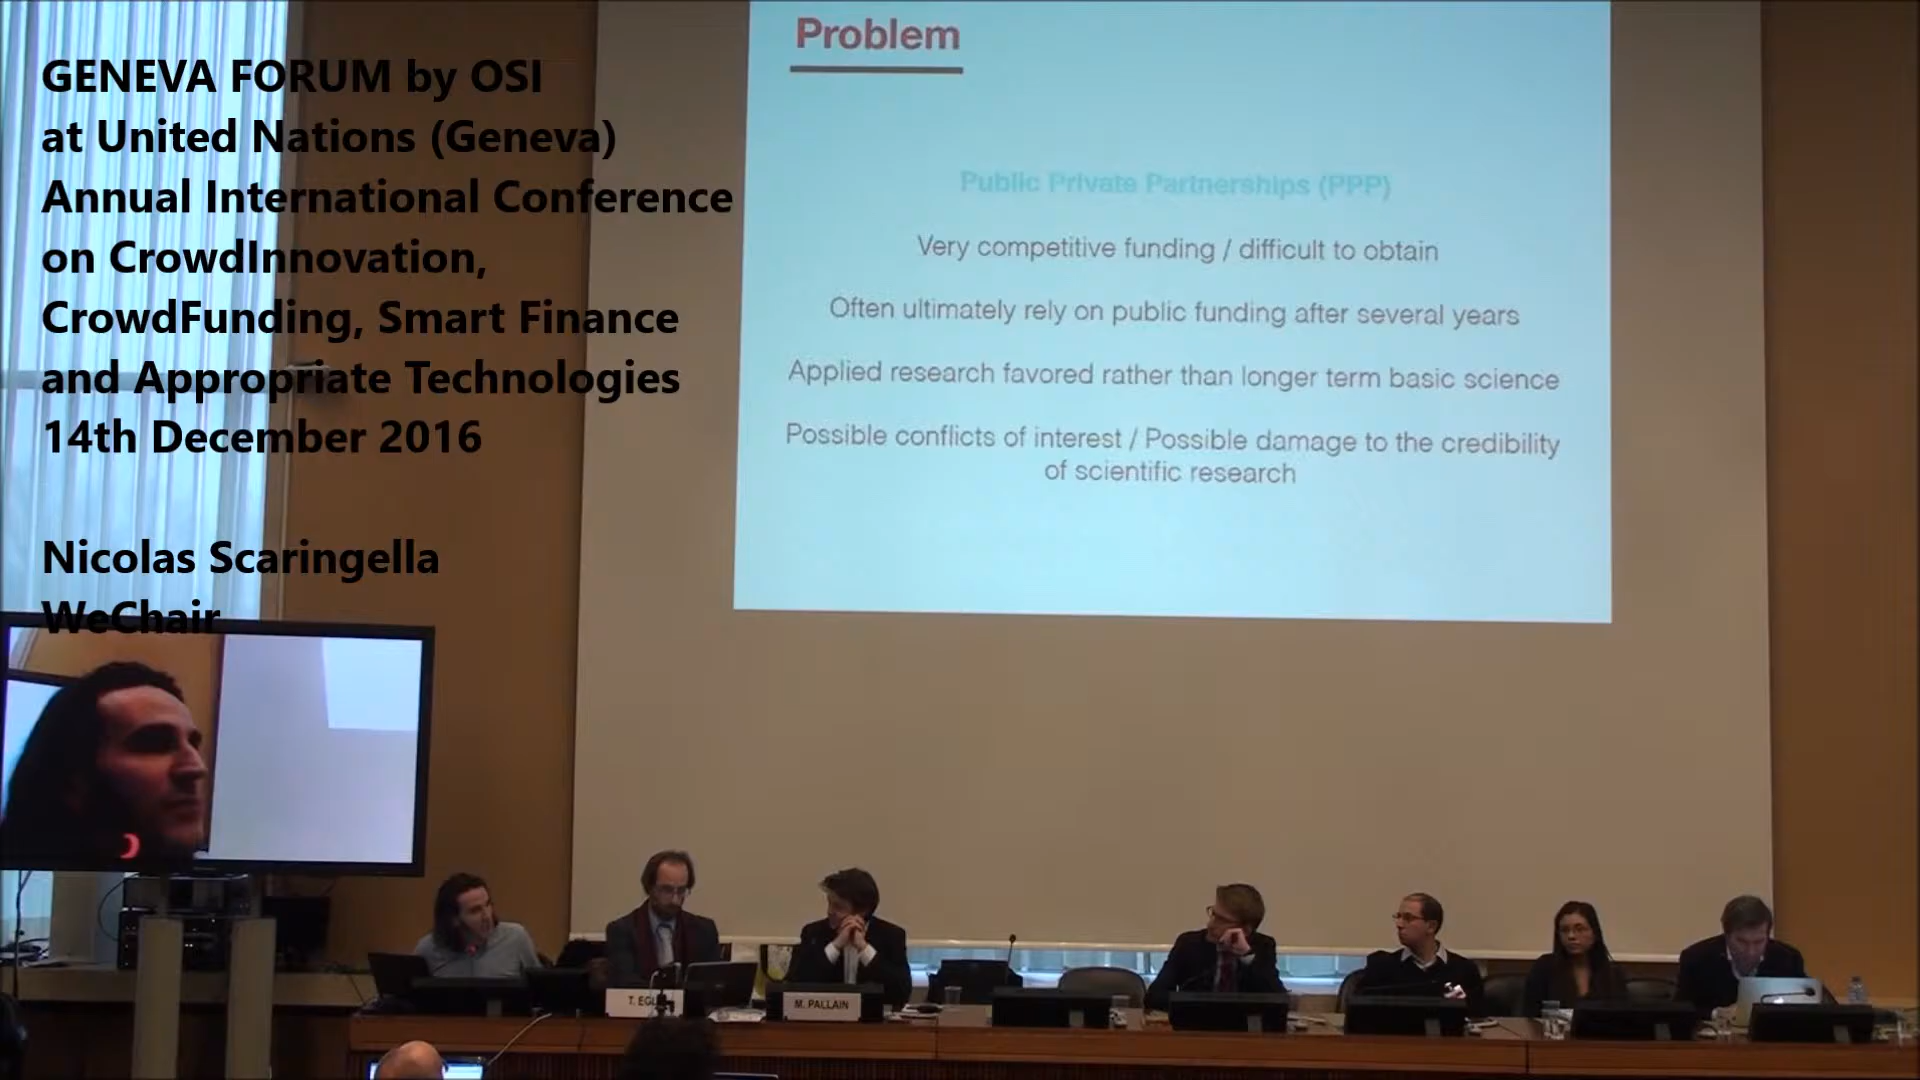 GENEVA FORUM by OSI
at United Nations (Geneva)
Annual International Conference
on CrowdInnovation,
CrowdFunding, Smart Finance
and Appropriate Technologies
14th December 2016
Nicolas Scaringella
WeChair
Problem
Public Private Partnerships (PPP)
Very competitive funding / difficult to obtain
Often ultimately rely on public funding after several years
Applied research favored rather than longer term basic science
Possible conflicts of interest / Possible damage to the credibility
of scientific research
T.
M. PALLAIN